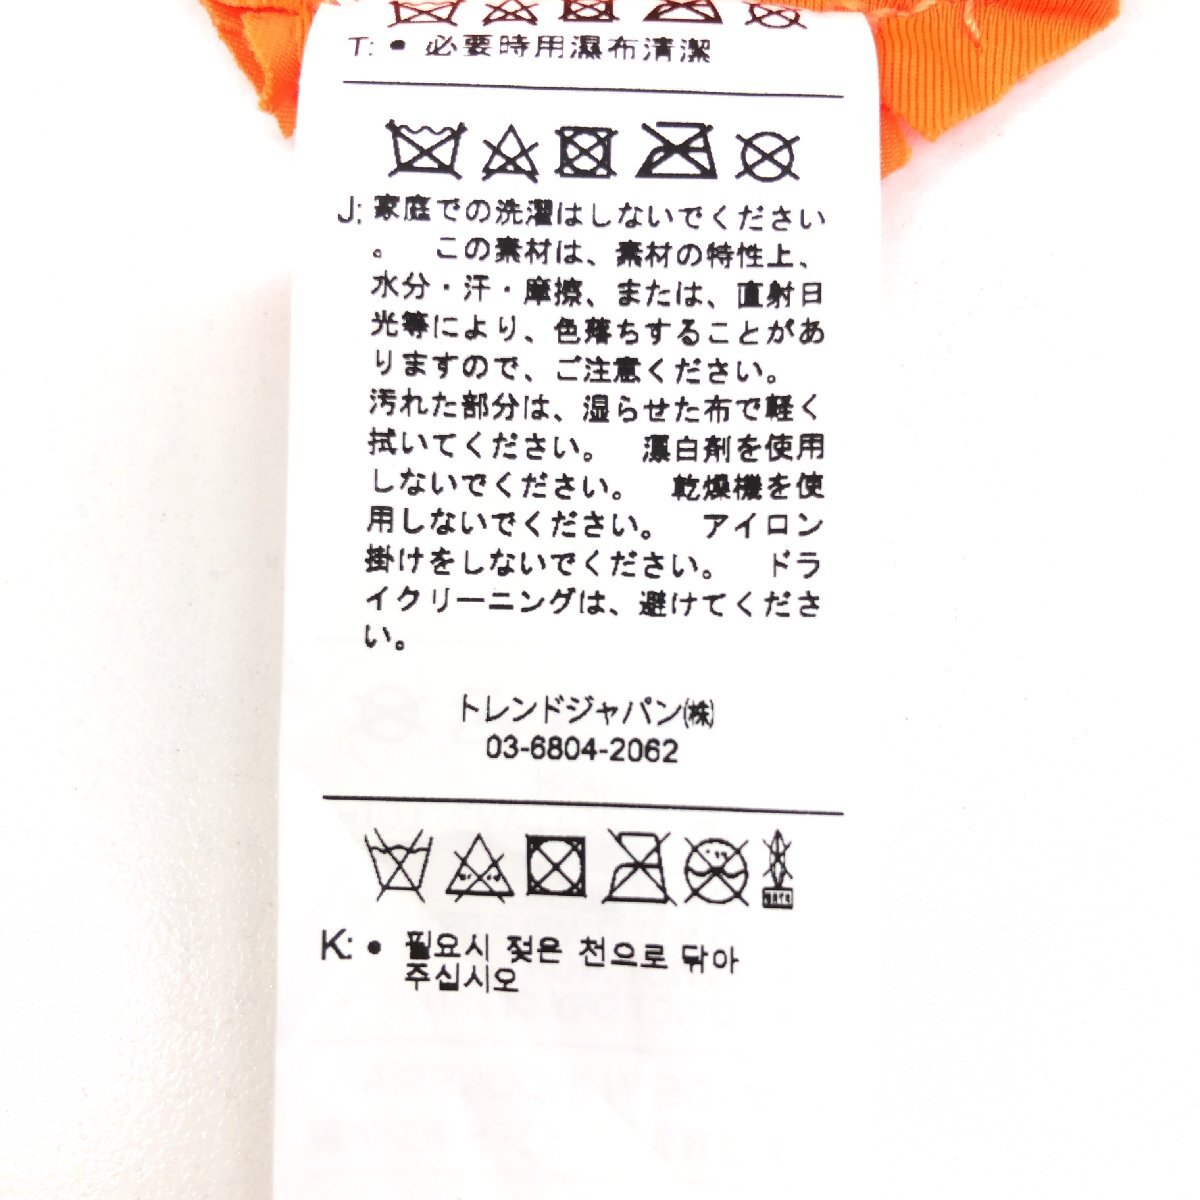 T: • 必要時用濕布清潔
J: 家庭での洗濯はしないでください
。 この素材は、素材の特性上、
水分・汗・摩擦、または、直射日
光等により、色落ちすることがあ
りますので、ご注意ください。
汚れた部分は、湿らせた布で軽く
拭いてください。 漂白剤を使用
しないでください。 乾燥機を使
用しないでください。 アイロン
掛けをしないでください。 ドラ
イクリーニングは、避けてくださ
い。
トレンドジャパン(株)
03-6804-2062
K: • 필요시 젖은 천으로 닦아
주십시오